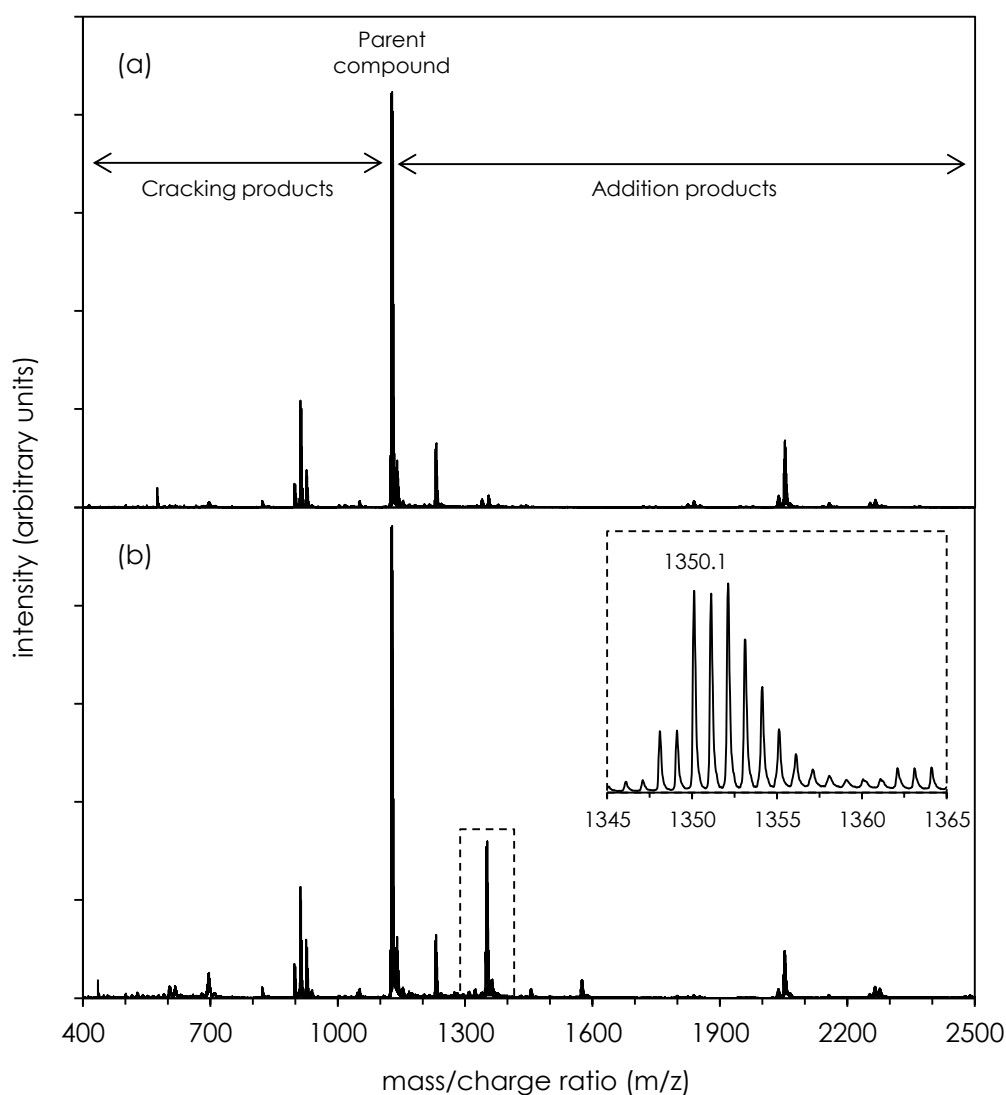 (a)
Parent
compound
Cracking products
Addition products
(b)
1350.1
1345 1350 1355 1360 1365
400 700 1000 1300 1600 1900 2200 2500
mass/charge ratio (m/z)
intensity (arbitrary units)